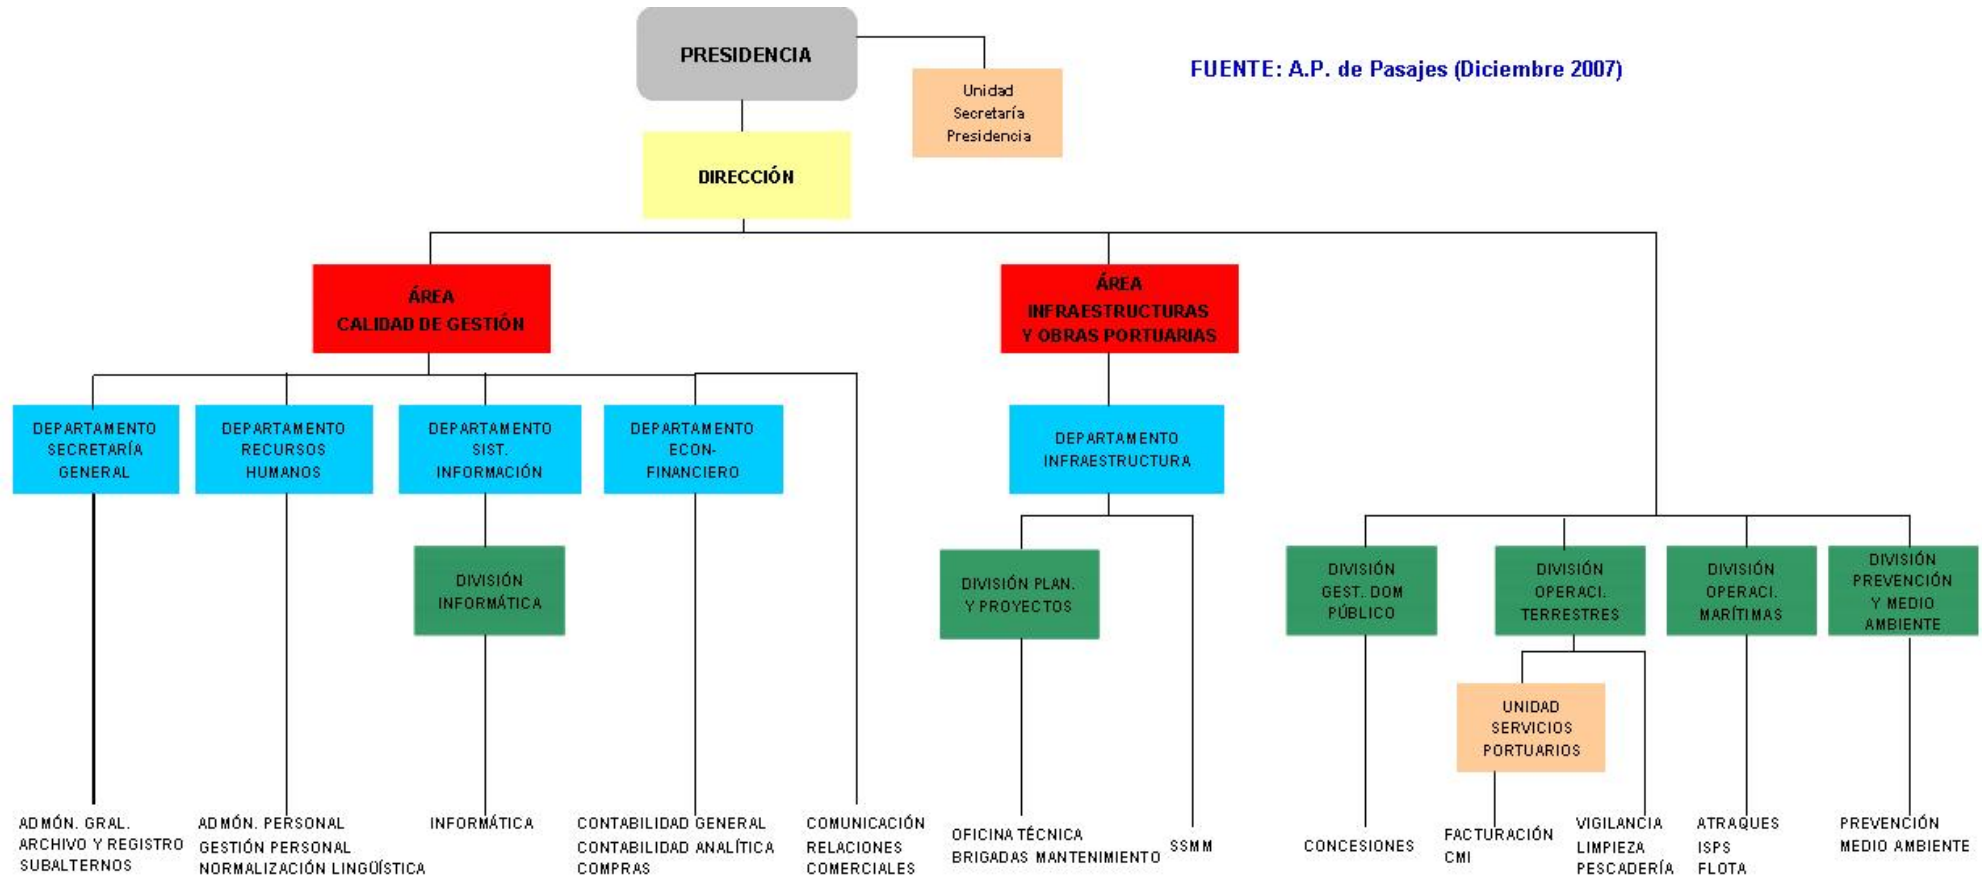 PRESIDENCIA
Unidad
Secretaría
Presidencia
FUENTE: A.P. de Pasajes (Diciembre 2007)
DIRECCIÓN
ÁREA
CALIDAD DE GESTIÓN
ÁREA
INFRAESTRUCTURAS
Y OBRAS PORTUARIAS
DEPARTAMENTO
SECRETARÍA
GENERAL
DEPARTAMENTO
RECURSOS
HUMANOS
DEPARTAMENTO
SIST.
INFORMACIÓN
DEPARTAMENTO
ECON-
FINANCIERO
DEPARTAMENTO
INFRAESTRUCTURA
DIVISIÓN
INFORMÁTICA
DIVISIÓN PLAN.
Y PROYECTOS
DIVISIÓN
GEST. DOM
PÚBLICO
DIVISIÓN
OPERACI.
TERRESTRES
DIVISIÓN
OPERACI.
MARÍTIMAS
DIVISIÓN
PREVENCIÓN
Y MEDIO
AMBIENTE
UNIDAD
SERVICIOS
PORTUARIOS
ADMÓN. GRAL.
ARCHIVO Y REGISTRO
SUBALTERNOS
ADMÓN. PERSONAL
GESTIÓN PERSONAL
NORMALIZACIÓN LINGÜÍSTICA
INFORMÁTICA
CONTABILIDAD GENERAL
CONTABILIDAD ANALÍTICA
COMPRAS
COMUNICACIÓN
RELACIONES
COMERCIALES
OFICINA TÉCNICA
BRIGADAS MANTENIMIENTO
SSMM
CONCESIONES
FACTURACIÓN
CMI
VIGILANCIA
LIMPIEZA
PESCADERÍA
ATRAQUES
ISPS
FLOTA
PREVENCIÓN
MEDIO AMBIENTE